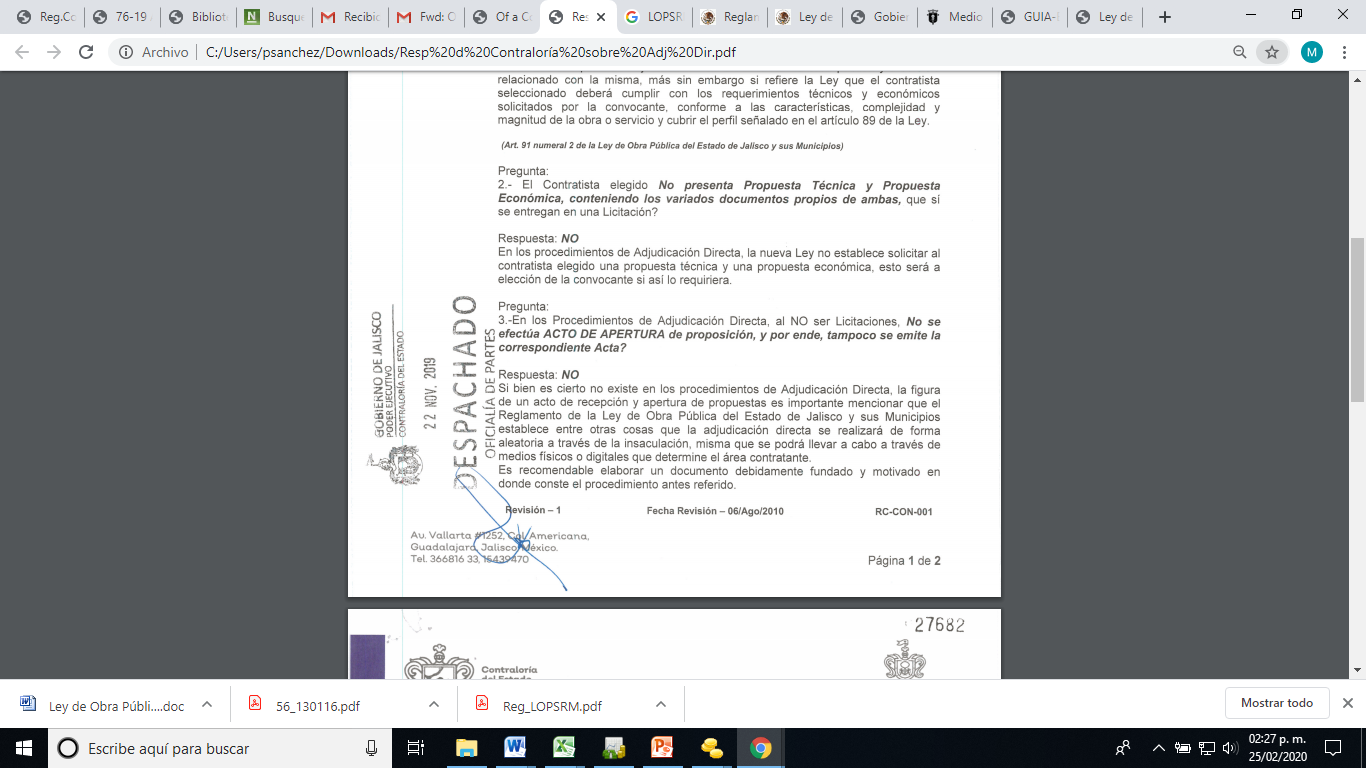 Reg.Co
76-19
Bibliot
Busque
Recibic
Fwd: O
Of a Co
Res
LOPSR
Reglan
Ley de
Gobier
Medio
GUIA-
Ley de
Archivo C:/Users/psanchez/Downloads/Resp%20d%20Contraloría%20sobre%20Adj%20Dir.pdf
M
relacionado con la misma, más sin embargo si refiere la Ley que el contratista
seleccionado deberá cumplir con los requerimientos técnicos y económicos
solicitados por la convocante, conforme a las características, complejidad y
magnitud de la obra o servicio y cubrir el perfil señalado en el artículo 89 de la Ley.
(Art. 91 numeral 2 de la Ley de Obra Pública del Estado de Jalisco y sus Municipios)
Pregunta:
2.- El Contratista elegido No presenta Propuesta Técnica y Propuesta
Económica, conteniendo los variados documentos propios de ambas, que sí
se entregan en una Licitación?
Respuesta: NO
En los procedimientos de Adjudicación Directa, la nueva Ley no establece solicitar al
contratista elegido una propuesta técnica y una propuesta económica, esto será a
elección de la convocante si así lo requiriera.
Pregunta:
3.-En los Procedimientos de Adjudicación Directa, al NO ser Licitaciones, No se
efectúa ACTO DE APERTURA de proposición, y por ende, tampoco se emite la
correspondiente Acta?
Respuesta: NO
Si bien es cierto no existe en los procedimientos de Adjudicación Directa, la figura
de un acto de recepción y apertura de propuestas es importante mencionar que el
Reglamento de la Ley de Obra Pública del Estado de Jalisco y sus Municipios
establece entre otras cosas que la adjudicación directa se realizará de forma
aleatoria a través de la insaculación, misma que se podrá llevar a cabo a través de
medios físicos o digitales que determine el área contratante.
Es recomendable elaborar un documento debidamente fundado y motivado en
donde conste el procedimiento antes referido.
GOBIERNO DE JALISCO
PODER EJECUTIVO
CONTRALORÍA DEL ESTADO
22 NOV. 2019
DESPACHADO
OFICIALÍA DE PARTES
Revisión – 1 Fecha Revisión – 06/Ago/2010 RC-CON-001
Av. Vallarta #1252, Col. Americana,
Guadalajara, Jalisco México.
Tel. 366816 33, 15439470
Página 1 de 2
27682
Contraloría
del Estado
Ley de Obra Públi....doc
56_130116.pdf
Reg_LOPSRM.pdf
Mostrar todo
Escribe aquí para buscar
02:27 p. m.
25/02/2020